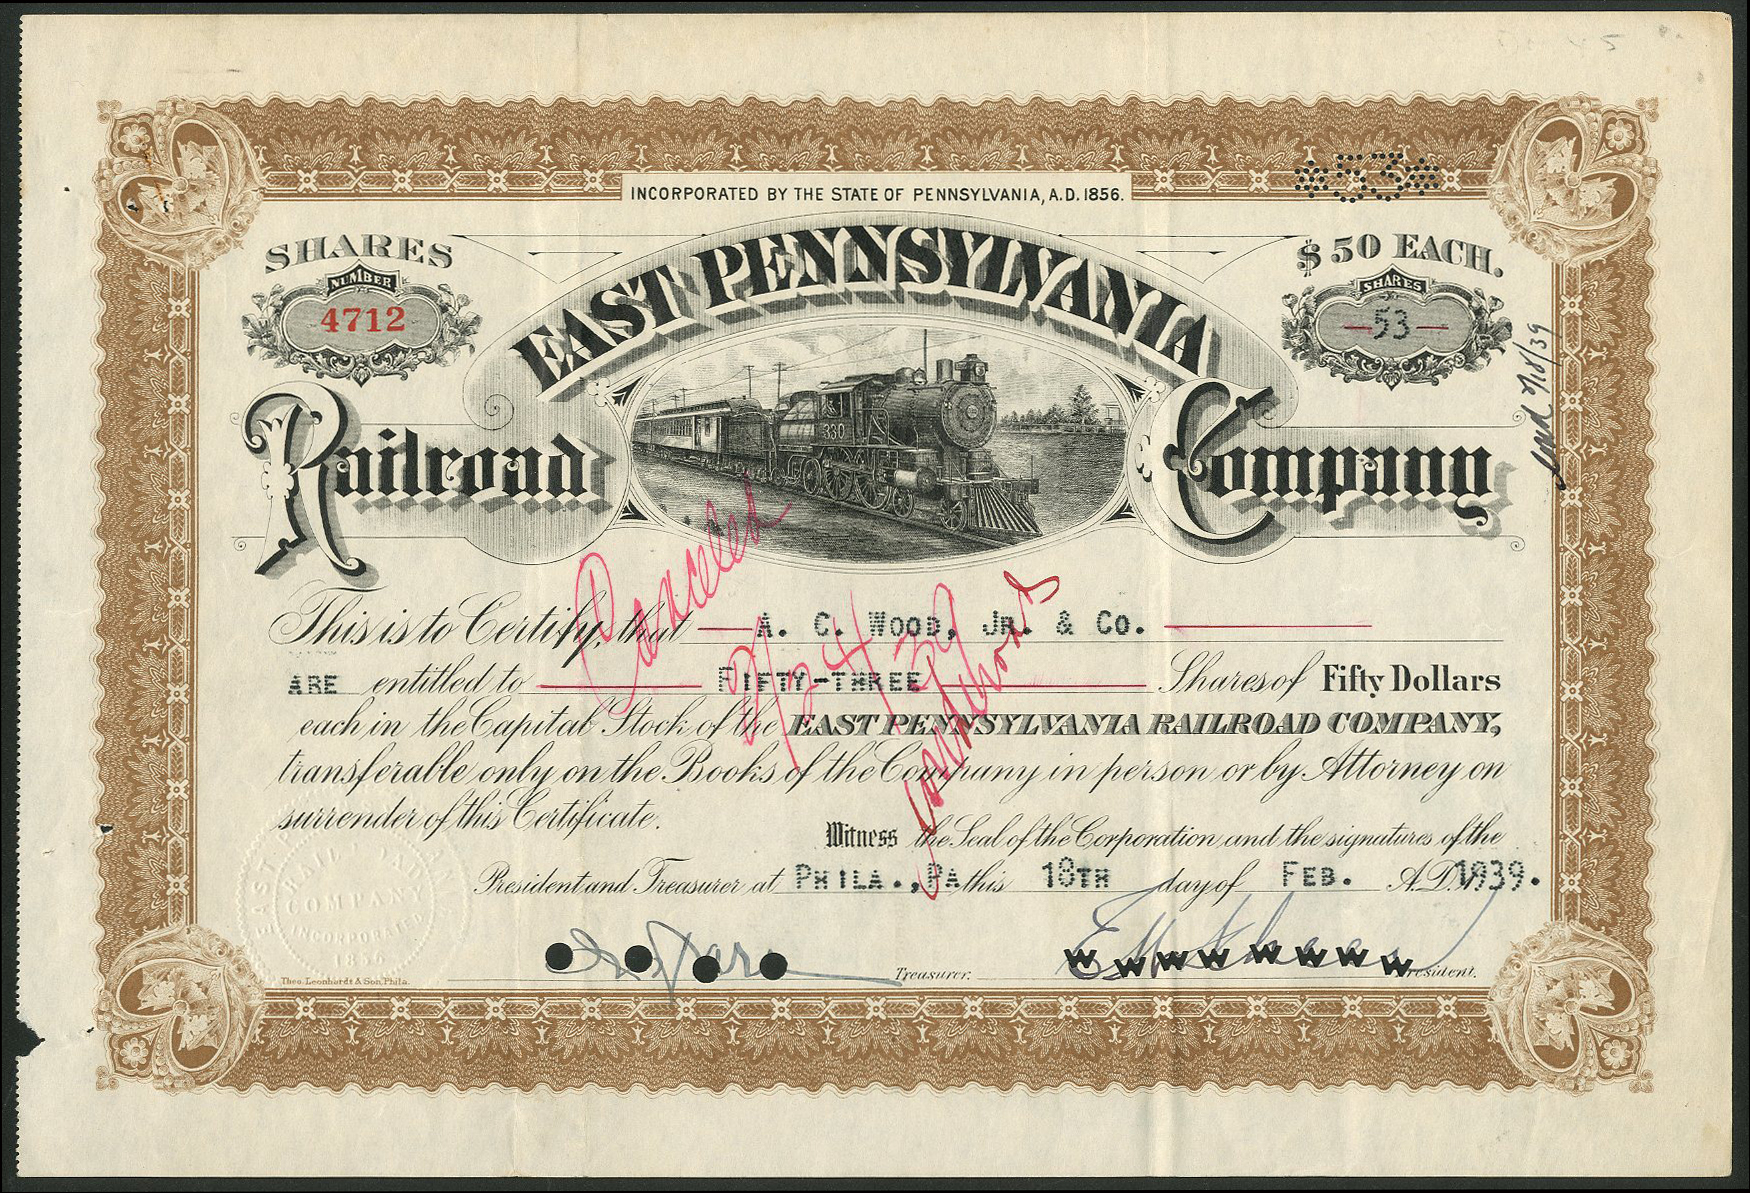 INCORPORATED BY THE STATE OF PENNSYLVANIA, A.D. 1856.
*53*
SHARES
NUMBER
4712
$50 EACH.
SHARES
—53—
EAST PENNSYLVANIA
Railroad Company
330
Canceled
This is to Certify, that — A. C. WOOD, JR. & CO. —
ARE entitled to — FIFTY-THREE — Shares of Fifty Dollars
each in the Capital Stock of the EAST PENNSYLVANIA RAILROAD COMPANY,
transferable only on the Books of the Company in person or by Attorney on
surrender of this Certificate.
Witness the Seal of the Corporation and the signatures of the
President and Treasurer at PHILA., PA this 18TH day of FEB. A.D. 1939.
Treasurer.
President.
EAST PENNSYLVANIA
RAILROAD COMPANY
INCORPORATED
1856
Theo. Leonhardt & Son, Phila.
W W W W W W W W